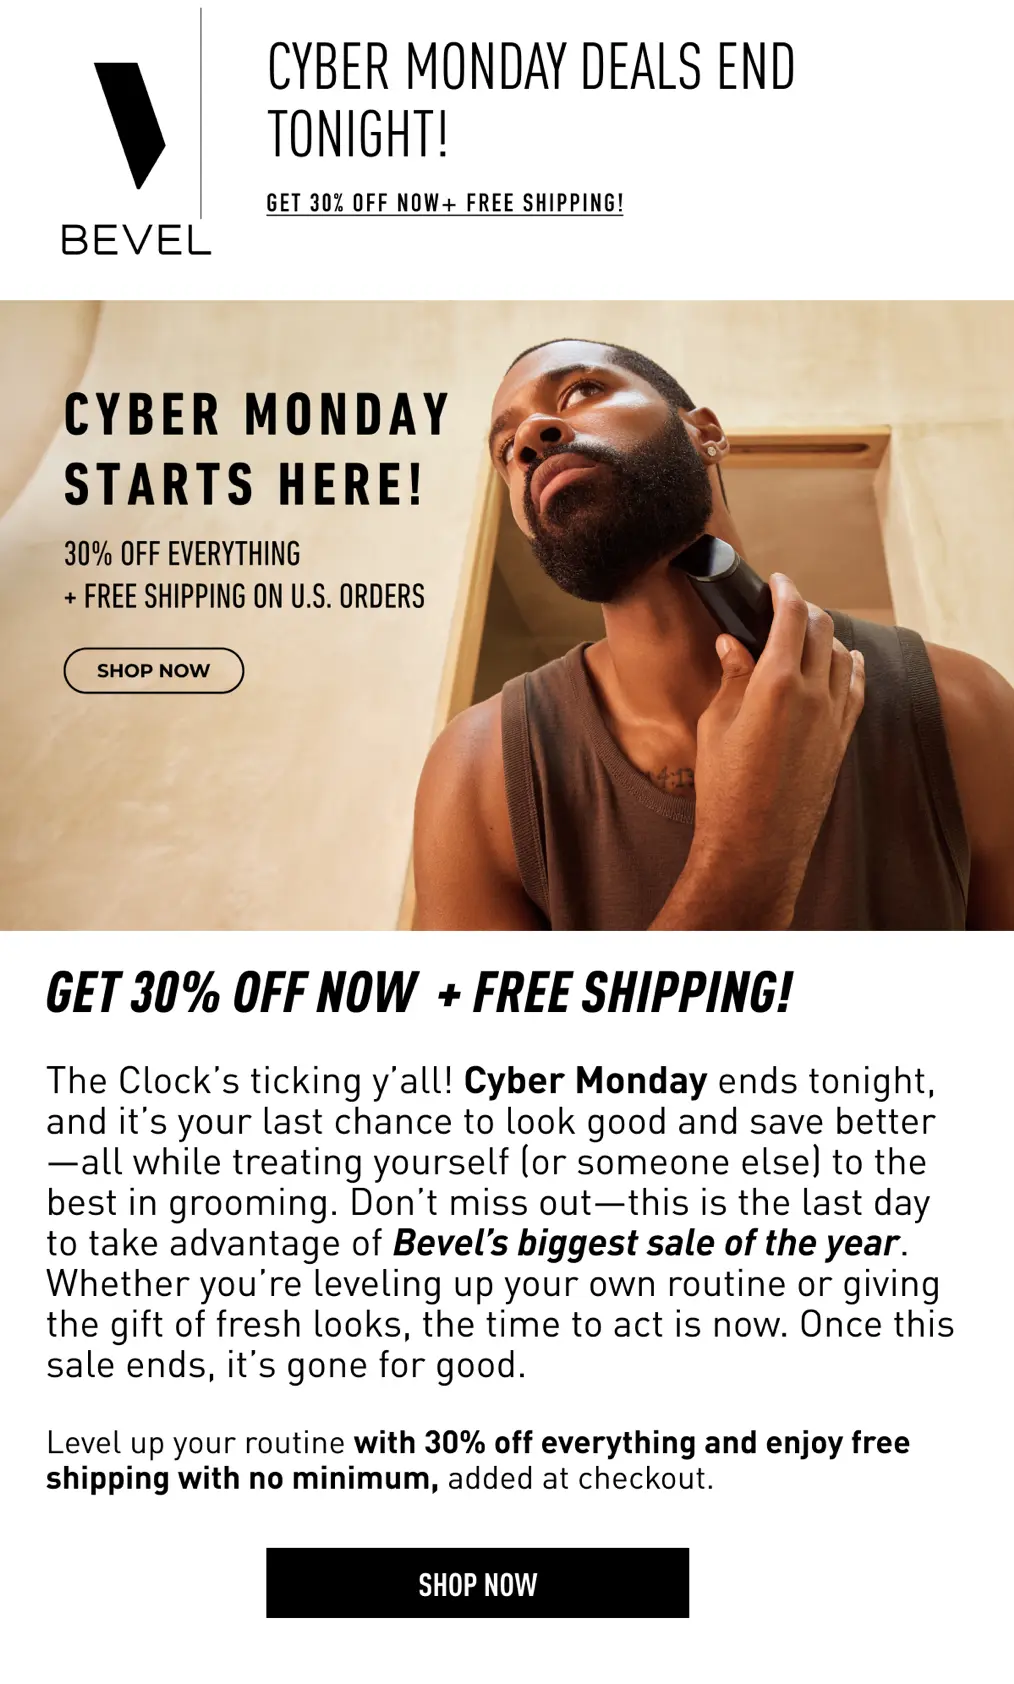 BEVEL
CYBER MONDAY DEALS END
TONIGHT!
GET 30% OFF NOW+ FREE SHIPPING!
CYBER MONDAY
STARTS HERE!
30% OFF EVERYTHING
+ FREE SHIPPING ON U.S. ORDERS
SHOP NOW
GET 30% OFF NOW + FREE SHIPPING!
The Clock’s ticking y’all! Cyber Monday ends tonight,
and it’s your last chance to look good and save better
—all while treating yourself (or someone else) to the
best in grooming. Don’t miss out—this is the last day
to take advantage of Bevel’s biggest sale of the year.
Whether you’re leveling up your own routine or giving
the gift of fresh looks, the time to act is now. Once this
sale ends, it’s gone for good.
Level up your routine with 30% off everything and enjoy free
shipping with no minimum, added at checkout.
SHOP NOW